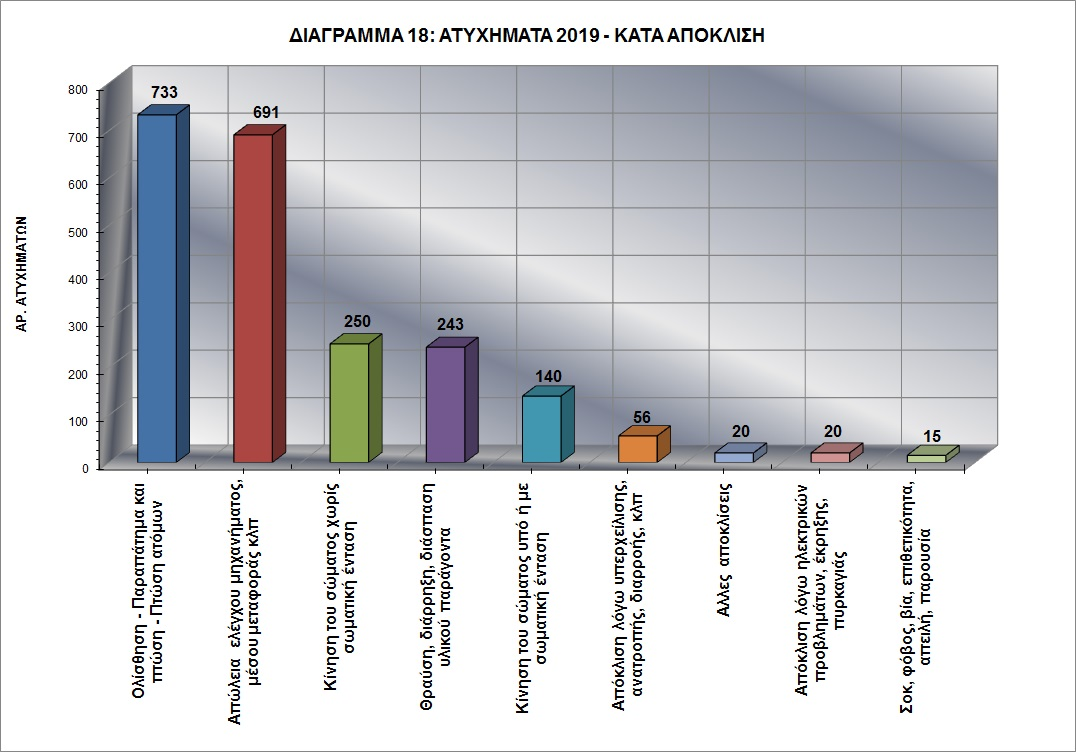 ΔΙΑΓΡΑΜΜΑ 18: ΑΤΥΧΗΜΑΤΑ 2019 - ΚΑΤΑ ΑΠΟΚΛΙΣΗ
ΑΡ. ΑΤΥΧΗΜΑΤΩΝ
800
700
600
500
400
300
200
100
0
733
691
250
243
140
56
20
20
15
Ολίσθηση - Παραπάτημα και
πτώση - Πτώση ατόμων
Απώλεια ελέγχου μηχανήματος,
μέσου μεταφοράς κλπ
Κίνηση του σώματος χωρίς
σωματική ένταση
Θραύση, διάρρηξη, διάσπαση
υλικού παράγοντα
Κίνηση του σώματος υπό ή με
σωματική ένταση
Απόκλιση λόγω υπερχείλισης,
ανατροπής, διαρροής, κλπ
Αλλες αποκλίσεις
Απόκλιση λόγω ηλεκτρικών
προβλημάτων, έκρηξης,
πυρκαγιάς
Σοκ, φόβος, βία, επιθετικότητα,
απειλή, παρουσία